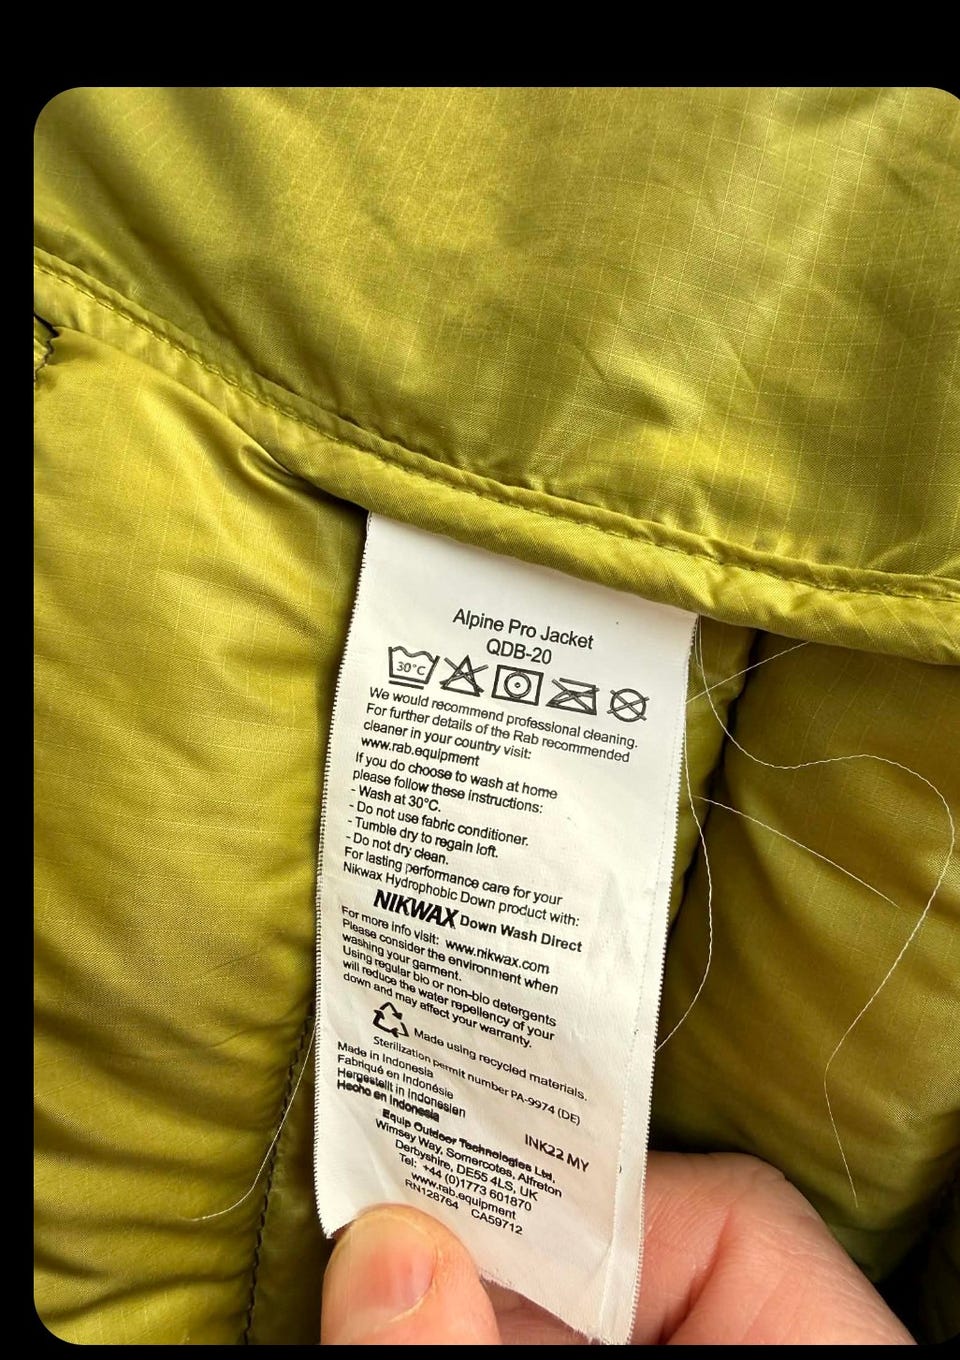 Alpine Pro Jacket
QDB-20
30°C
We would recommend professional cleaning.
For further details of the Rab recommended
cleaner in your country visit:
www.rab.equipment
If you do choose to wash at home
please follow these instructions:
- Wash at 30°C.
- Do not use fabric conditioner.
- Tumble dry to regain loft.
- Do not dry clean.
For lasting performance care for your
Nikwax Hydrophobic Down product with:
NIKWAX Down Wash Direct
For more info visit: www.nikwax.com
Please consider the environment when
washing your garment.
Using regular bio or non-bio detergents
will reduce the water repellency of your
down and may affect your warranty.
Made using recycled materials.
Sterilization permit number PA-9974 (DE)
Made in Indonesia
Fabriqué en Indonésie
Hergestellt in Indonesien
Hecho en Indonesia
INK22 MY
Equip Outdoor Technologies Ltd,
Wimsey Way, Somercotes, Alfreton
Derbyshire, DE55 4LS, UK
Tel: +44 (0)1773 601870
www.rab.equipment
RN128764 CA59712